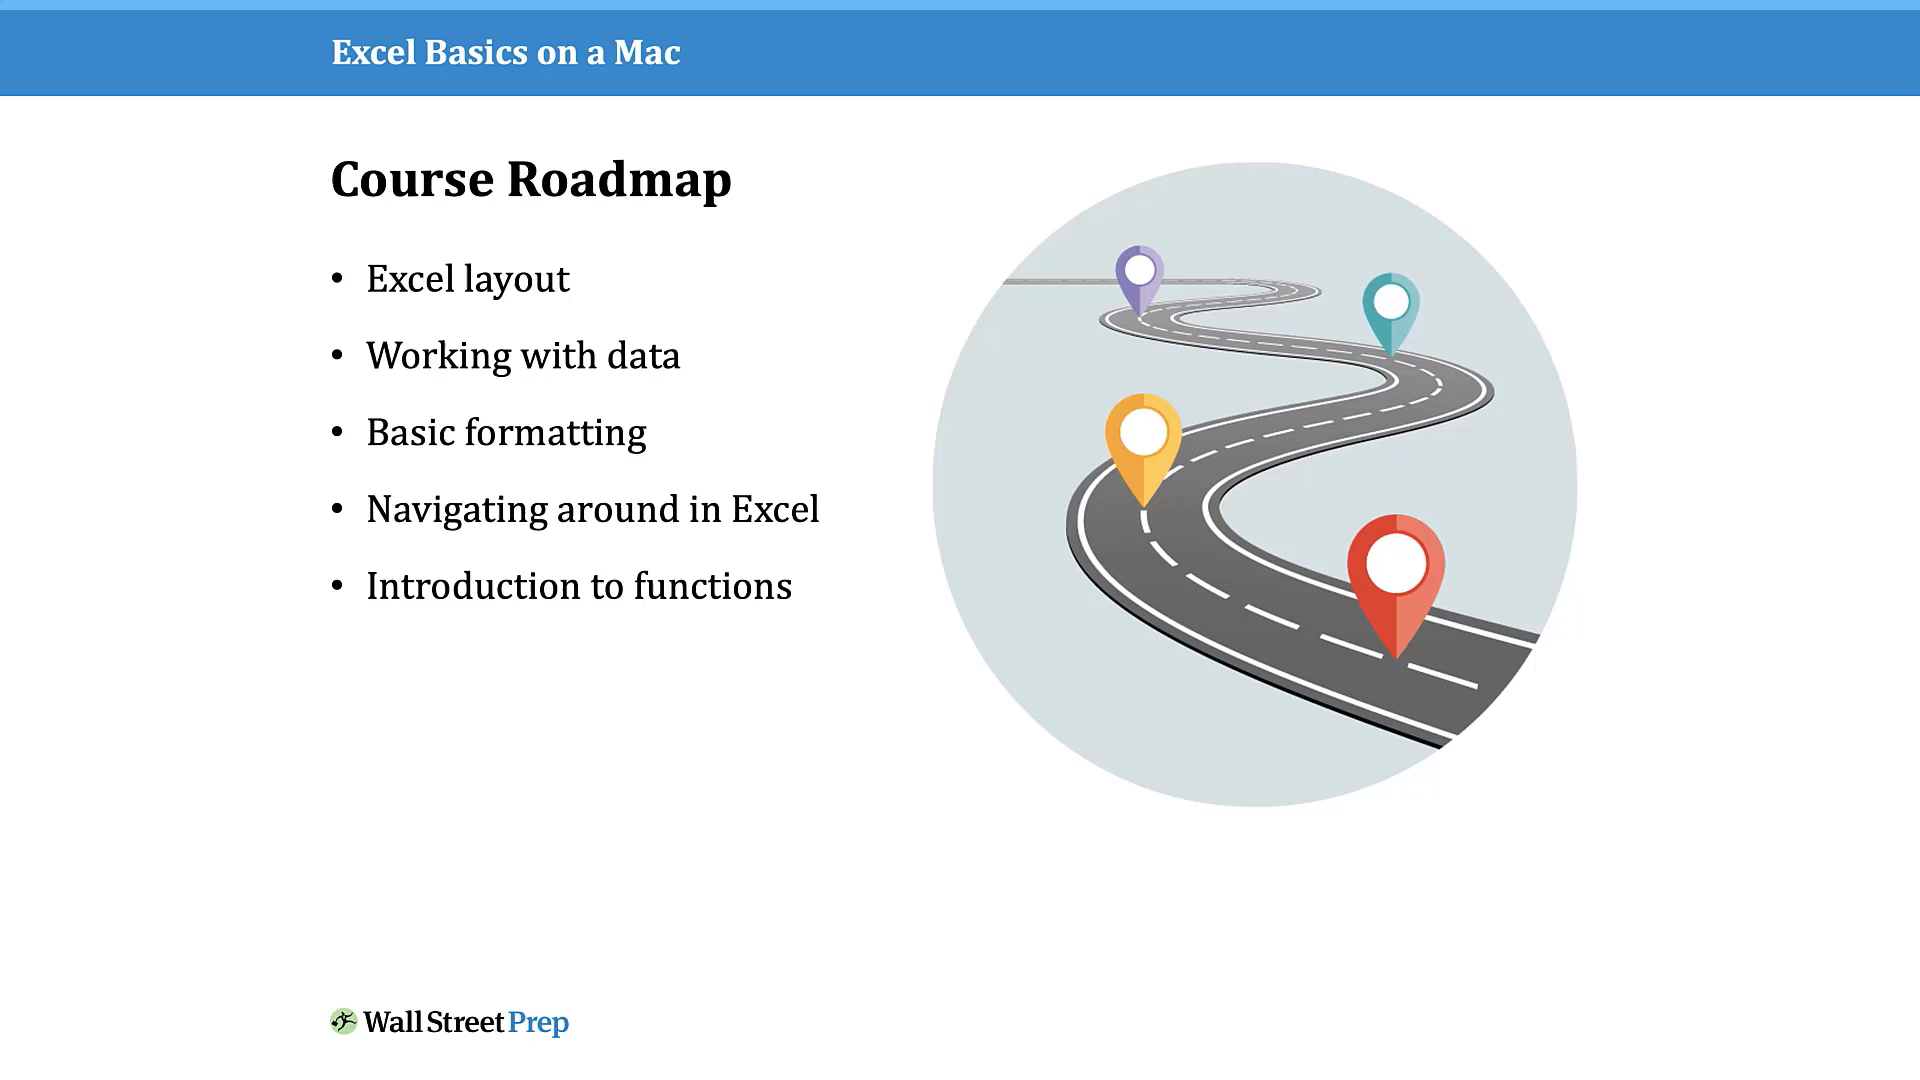 Excel Basics on a Mac
Course Roadmap
• Excel layout
• Working with data
• Basic formatting
• Navigating around in Excel
• Introduction to functions
Wall Street Prep